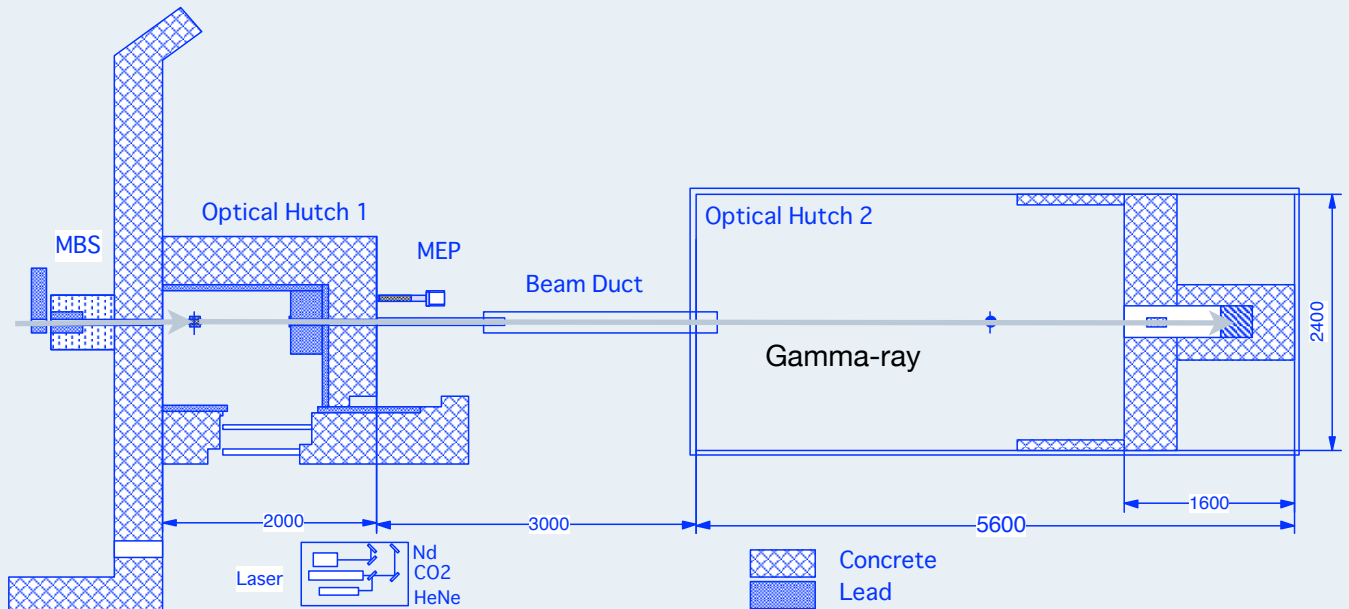 Optical Hutch 1
MBS
MEP
Beam Duct
Optical Hutch 2
Gamma-ray
2400
2000
3000
5600
1600
Laser
Nd
CO2
HeNe
Concrete
Lead